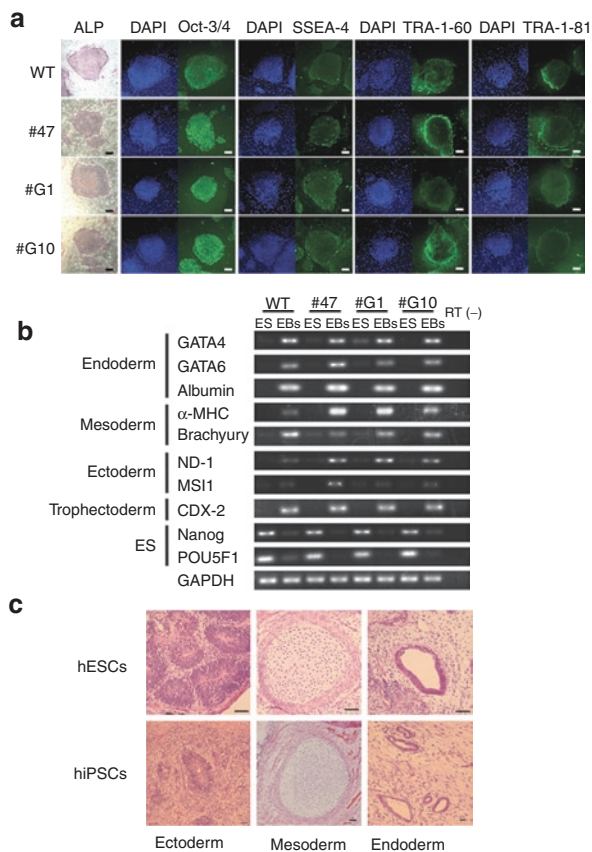 a
ALP DAPI Oct-3/4 DAPI SSEA-4 DAPI TRA-1-60 DAPI TRA-1-81
WT
#47
#G1
#G10
b
WT #47 #G1 #G10
ES EBs ES EBs ES EBs ES EBs RT (–)
Endoderm
GATA4
GATA6
Albumin
Mesoderm
α-MHC
Brachyury
Ectoderm
ND-1
MSI1
Trophectoderm CDX-2
ES
Nanog
POU5F1
GAPDH
c
hESCs
hiPSCs
Ectoderm Mesoderm Endoderm